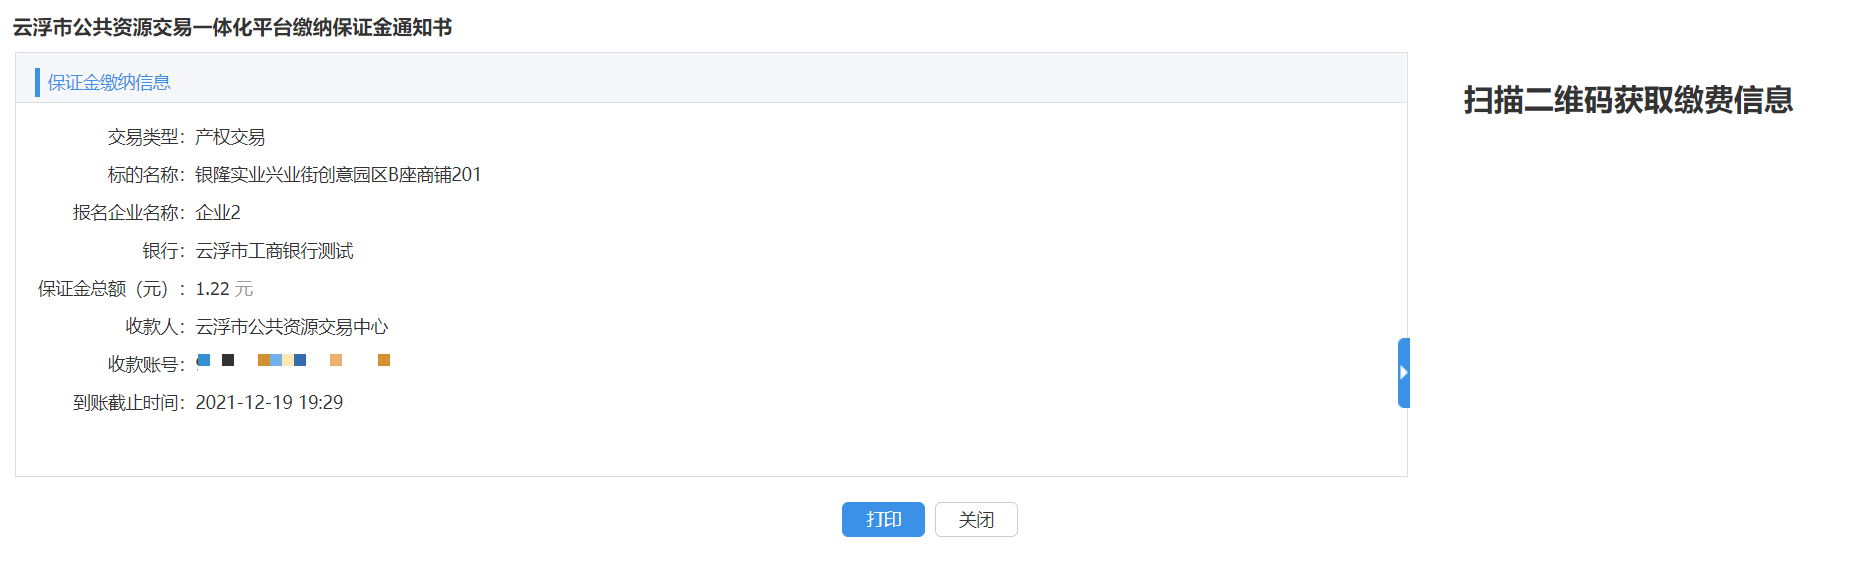 云浮市公共资源交易一体化平台缴纳保证金通知书
保证金缴纳信息
扫描二维码获取缴费信息
交易类型：产权交易
标的名称：银隆实业兴业街创意园区B座商铺201
报名企业名称：企业2
银行：云浮市工商银行测试
保证金总额（元）：1.22 元
收款人：云浮市公共资源交易中心
收款账号：
到账截止时间：2021-12-19 19:29
打印 关闭